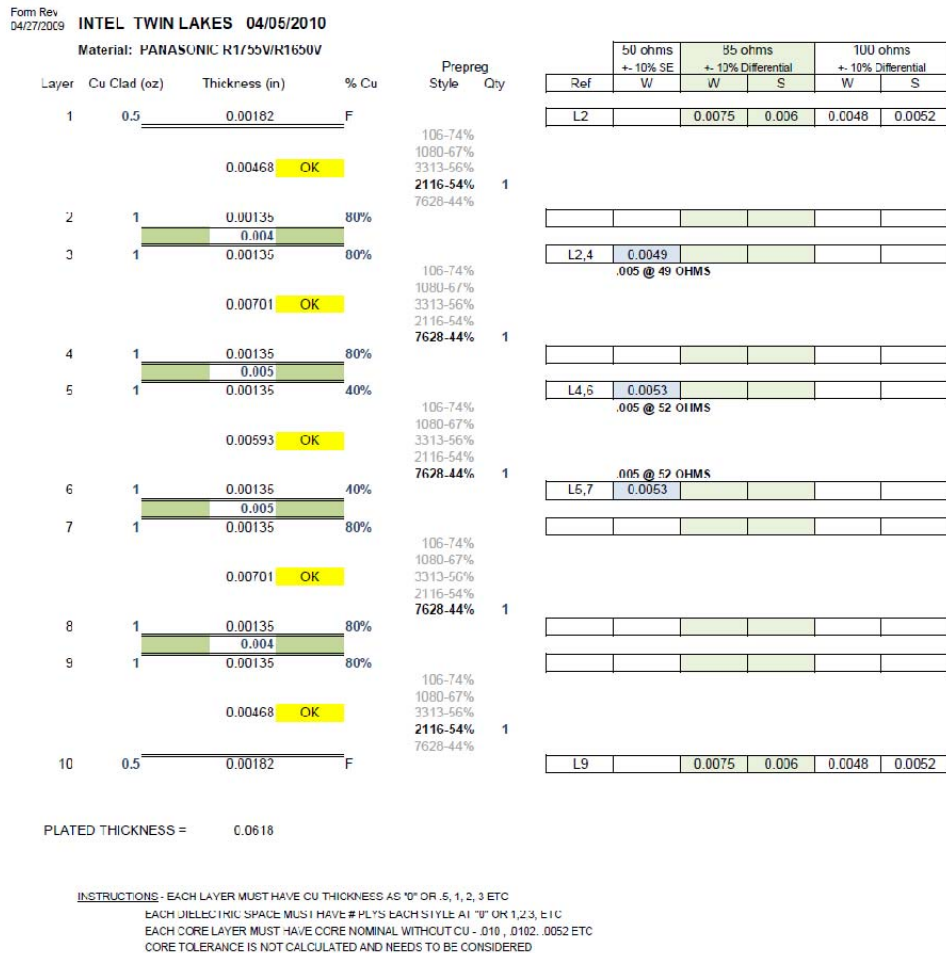 Form Rev
04/27/2009 INTEL TWIN LAKES 04/05/2010
Material: PANASONIC R1755V/R1650V
50 ohms 85 ohms 100 ohms
Prepreg +- 10% SE +- 10% Differential +- 10% Differential
Layer Cu Clad (oz) Thickness (in) % Cu Style Qty Ref W W S W S
1 0.5 0.00182 F L2 0.0075 0.006 0.0048 0.0052
106-74%
1080-67%
0.00468 OK 3313-56%
2116-54% 1
7628-44%
2 1 0.00135 80%
0.004
3 1 0.00135 80% L2,4 0.0049
106-74% .005 @ 49 OHMS
1080-67%
0.00701 OK 3313-56%
2116-54%
7628-44% 1
4 1 0.00135 80%
0.005
5 1 0.00135 40% L4,6 0.0053
106-74% .005 @ 52 OHMS
1080-67%
0.00593 OK 3313-56%
2116-54%
7628-44% 1 .005 @ 52 OHMS
6 1 0.00135 40% L5,7 0.0053
0.005
7 1 0.00135 80%
106-74%
1080-67%
0.00701 OK 3313-56%
2116-54%
7628-44% 1
8 1 0.00135 80%
0.004
9 1 0.00135 80%
106-74%
1080-67%
0.00468 OK 3313-56%
2116-54% 1
7628-44%
10 0.5 0.00182 F L9 0.0075 0.006 0.0048 0.0052
PLATED THICKNESS = 0.0618
INSTRUCTIONS - EACH LAYER MUST HAVE CU THICKNESS AS "0" OR .5, 1, 2, 3 ETC
EACH DIELECTRIC SPACE MUST HAVE # PLYS EACH STYLE AT "0" OR 1,2,3, ETC
EACH CORE LAYER MUST HAVE CORE NOMINAL WITHOUT CU - .010 , .0102. .0052 ETC
CORE TOLERANCE IS NOT CALCULATED AND NEEDS TO BE CONSIDERED